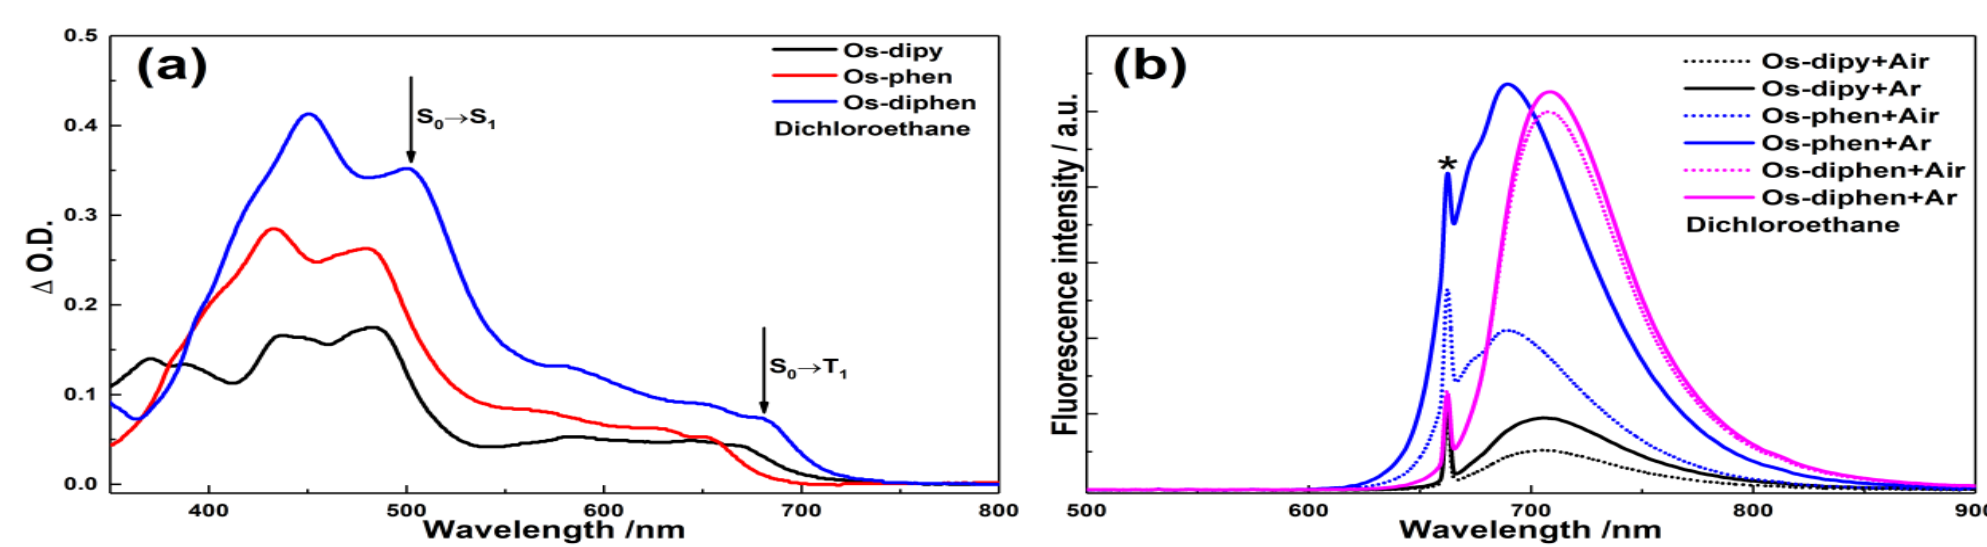 (a)
Os-dipy
Os-phen
Os-diphen
Dichloroethane
S0→S1
S0→T1
Δ O.D.
0.5
0.4
0.3
0.2
0.1
0.0
400 500 600 700 800
Wavelength /nm
(b)
Os-dipy+Air
Os-dipy+Ar
Os-phen+Air
Os-phen+Ar
Os-diphen+Air
Os-diphen+Ar
Dichloroethane
*
Fluorescence intensity / a.u.
500 600 700 800 900
Wavelength /nm